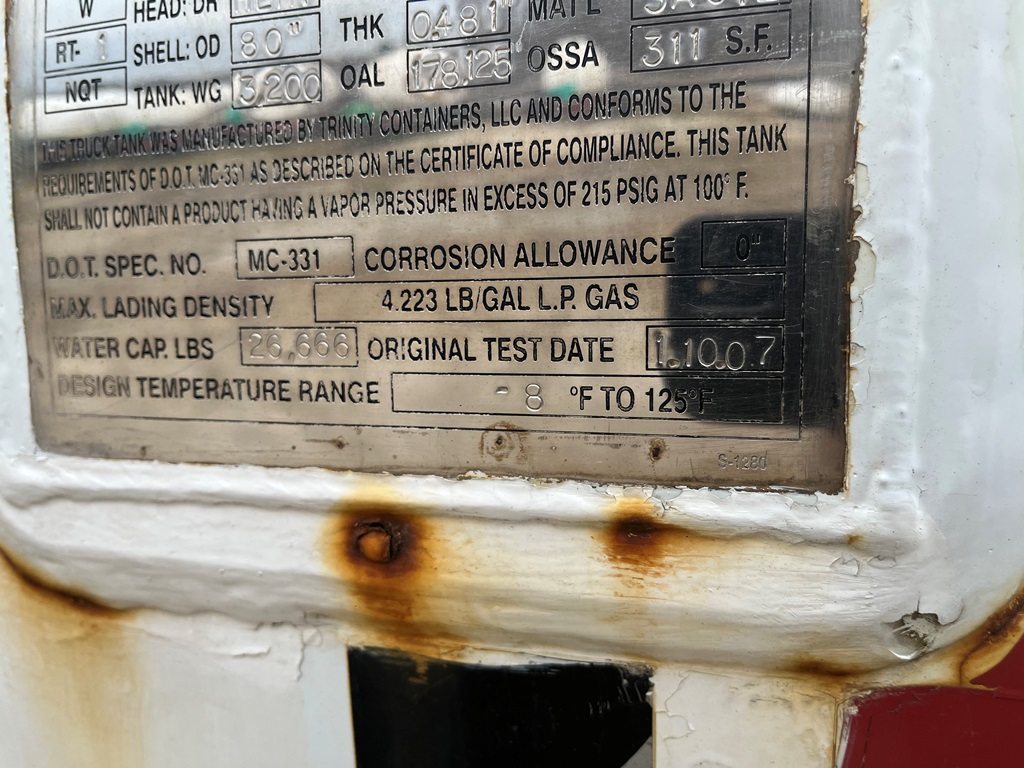 W HEAD: DR
RT-1 SHELL: OD 80" THK 0.481" MAT'L
NQT TANK: WG 3,200 OAL 178.125 OSSA 311 S.F.
THIS TRUCK TANK WAS MANUFACTURED BY TRINITY CONTAINERS, LLC AND CONFORMS TO THE
REQUIREMENTS OF D.O.T. MC-331 AS DESCRIBED ON THE CERTIFICATE OF COMPLIANCE. THIS TANK
SHALL NOT CONTAIN A PRODUCT HAVING A VAPOR PRESSURE IN EXCESS OF 215 PSIG AT 100° F.
D.O.T. SPEC. NO. MC-331 CORROSION ALLOWANCE 0"
MAX. LADING DENSITY 4.223 LB/GAL L.P. GAS
WATER CAP. LBS 26,666 ORIGINAL TEST DATE 1.10.07
DESIGN TEMPERATURE RANGE -8 °F TO 125°F
S-1280